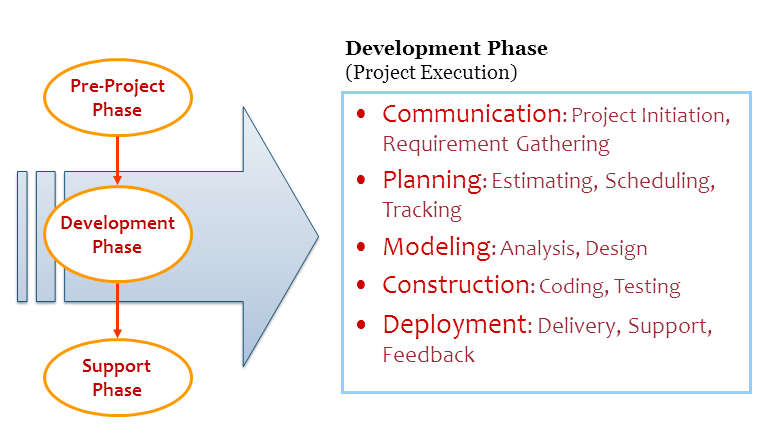 Pre-Project
Phase
Development
Phase
Support
Phase
Development Phase
(Project Execution)
• Communication: Project Initiation,
Requirement Gathering
• Planning: Estimating, Scheduling,
Tracking
• Modeling: Analysis, Design
• Construction: Coding, Testing
• Deployment: Delivery, Support,
Feedback